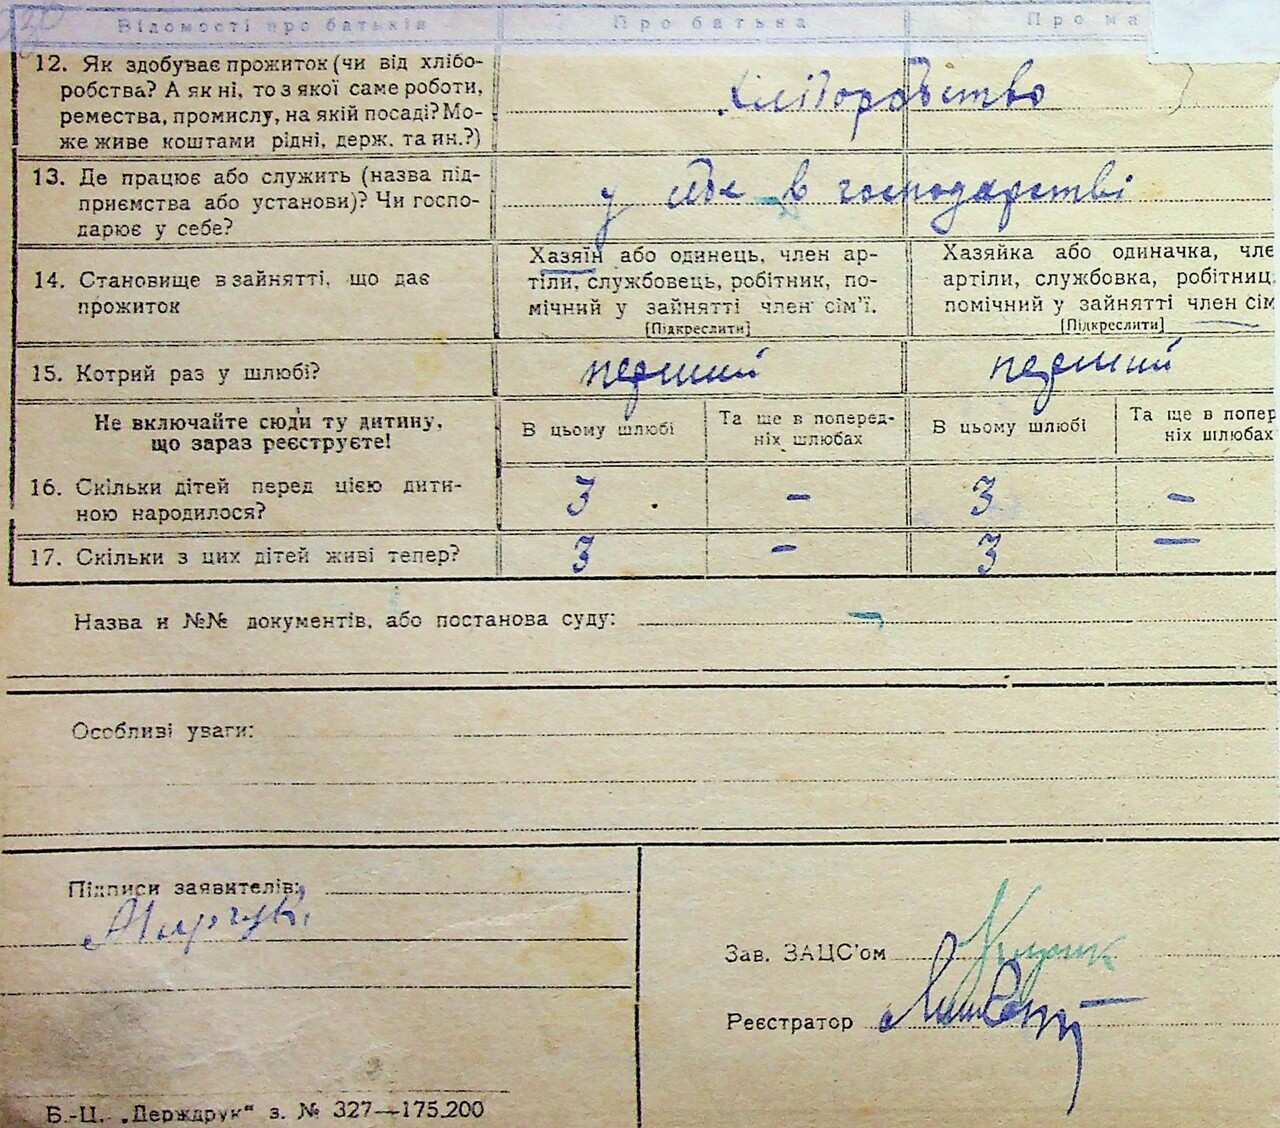 Відомості про батьків Про батька Про ма
12. Як здобуває прожиток (чи від хлібо-
робства? А як ні, то з якої саме роботи,
ремества, промислу, на якій посаді? Мо-
же живе коштами рідні, держ. та ин.?)
хліборобство
13. Де працює або служить (назва під-
приємства або установи)? Чи госпо-
дарює у себе?
у себе в господарстві
14. Становище в зайнятті, що дає
прожиток
Хазяїн або одинець, член ар-
тіли, службовець, робітник, по-
мічний у зайнятті член сім'ї.
[Підкреслити]
Хазяйка або одиначка, чле
артіли, службовка, робітниц
помічний у зайнятті член сім
[Підкреслити]
15. Котрий раз у шлюбі? перший перший
Не включайте сюди ту дитину,
що зараз реєструєте!
В цьому шлюбі
Та ще в поперед-
ніх шлюбах
В цьому шлюбі
Та ще в попер
ніх шлюбах
16. Скільки дітей перед цією дити-
ною народилося?
3 – 3 –
17. Скільки з цих дітей живі тепер? 3 – 3 –
Назва и №№ документів, або постанова суду: –
Особливі уваги:
Підписи заявителів:
Зав. ЗАЦС'ом
Реєстратор
Б.-Ц. „Держдрук“ з. № 327—175.200